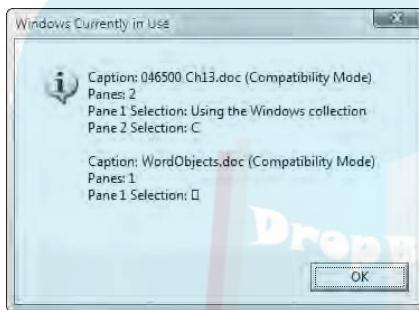 Windows Currently in Use
Caption: 046500 Ch13.doc (Compatibility Mode)
Panes: 2
Pane 1 Selection: Using the Windows collection
Pane 2 Selection: C
Caption: WordObjects.doc (Compatibility Mode)
Panes: 1
Pane 1 Selection: □
Drop
OK